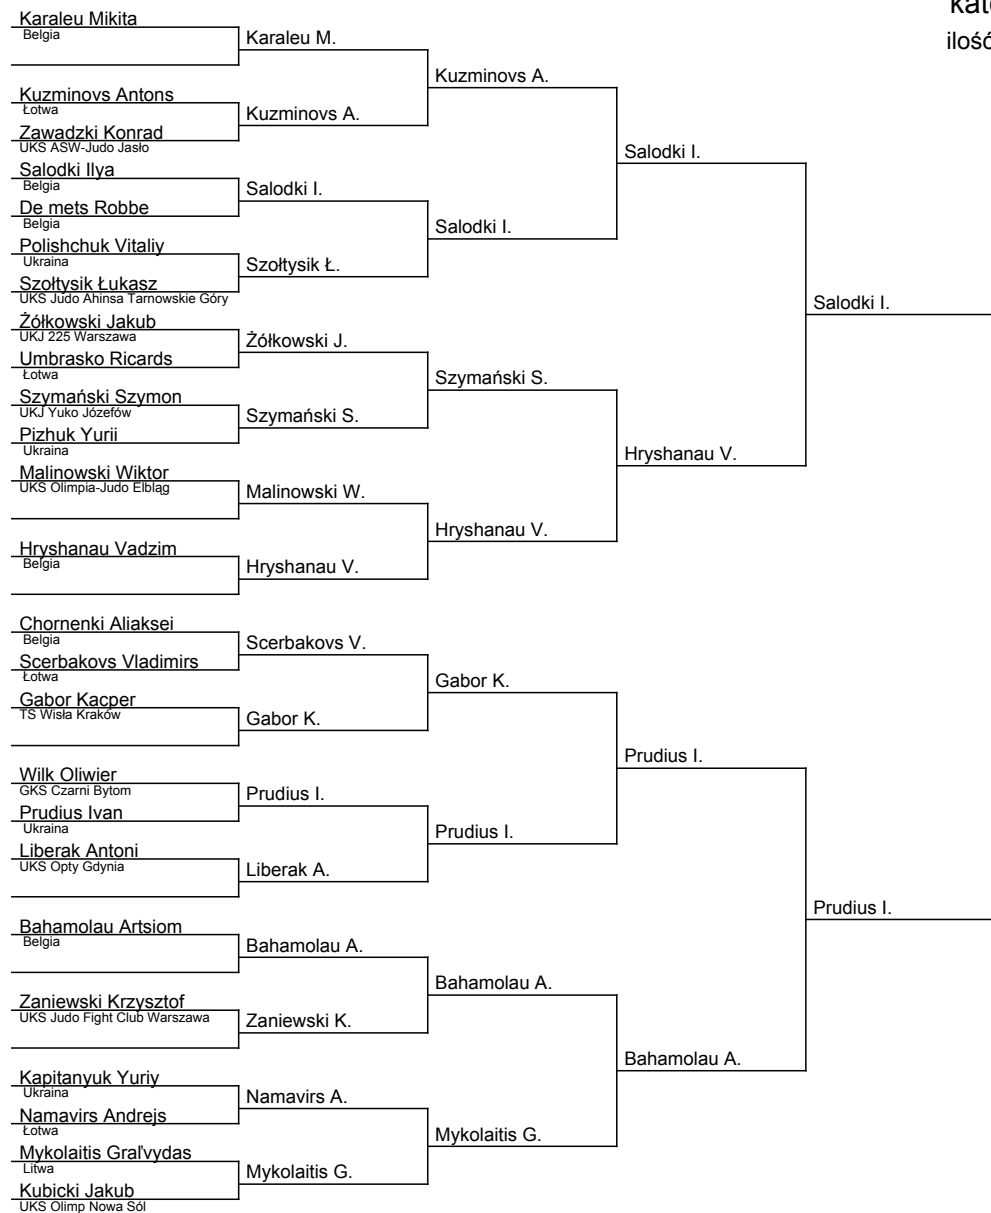 kate
ilość
Karaleu Mikita
Belgia
Kuzminovs Antons
Łotwa
Zawadzki Konrad
UKS ASW-Judo Jasło
Salodki Ilya
Belgia
De mets Robbe
Belgia
Polishchuk Vitaliy
Ukraina
Szołtysik Łukasz
UKS Judo Ahinsa Tarnowskie Góry
Żółkowski Jakub
UKJ 225 Warszawa
Umbrasko Ricards
Łotwa
Szymański Szymon
UKJ Yuko Józefów
Pizhuk Yurii
Ukraina
Malinowski Wiktor
UKS Olimpia-Judo Elbląg
Hryshanau Vadzim
Belgia
Chornenki Aliaksei
Belgia
Scerbakovs Vladimirs
Łotwa
Gabor Kacper
TS Wisła Kraków
Wilk Oliwier
GKS Czarni Bytom
Prudius Ivan
Ukraina
Liberak Antoni
UKS Opty Gdynia
Bahamolau Artsiom
Belgia
Zaniewski Krzysztof
UKS Judo Fight Club Warszawa
Kapitanyuk Yuriy
Ukraina
Namavirs Andrejs
Łotwa
Mykolaitis Graľvydas
Litwa
Kubicki Jakub
UKS Olimp Nowa Sól
Karaleu M.
Kuzminovs A.
Salodki I.
Szołtysik Ł.
Żółkowski J.
Szymański S.
Malinowski W.
Hryshanau V.
Scerbakovs V.
Gabor K.
Prudius I.
Liberak A.
Bahamolau A.
Zaniewski K.
Namavirs A.
Mykolaitis G.
Kuzminovs A.
Salodki I.
Szymański S.
Hryshanau V.
Gabor K.
Prudius I.
Bahamolau A.
Mykolaitis G.
Salodki I.
Hryshanau V.
Prudius I.
Bahamolau A.
Salodki I.
Prudius I.